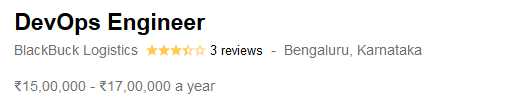 DevOps Engineer
BlackBuck Logistics 3 reviews - Bengaluru, Karnataka
₹15,00,000 - ₹17,00,000 a year